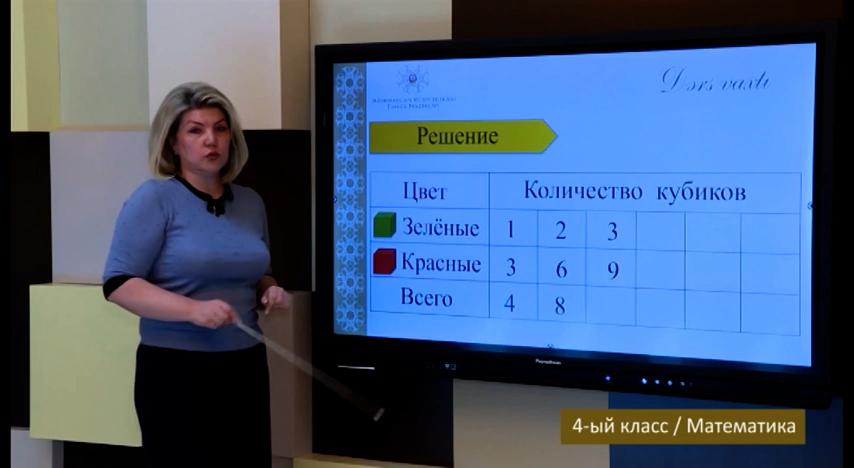 Dərs vaxtı
Решение
Цвет Количество кубиков
Зелёные 1 2 3
Красные 3 6 9
Всего 4 8
4-ый класс / Математика